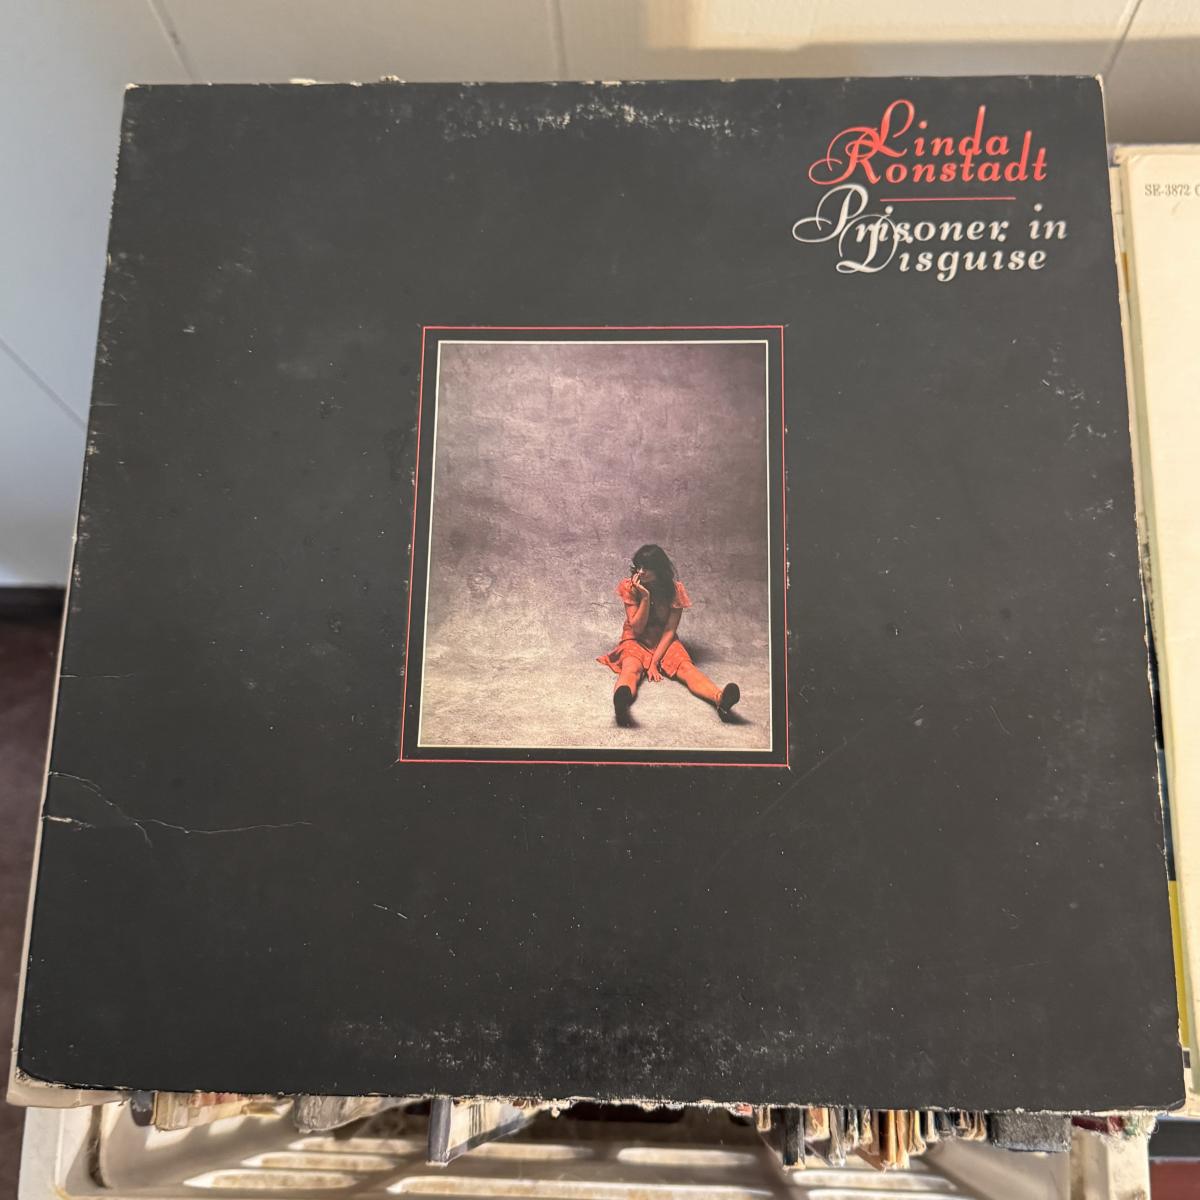 Linda
Ronstadt
Prisoner in
Disguise
SE-3872